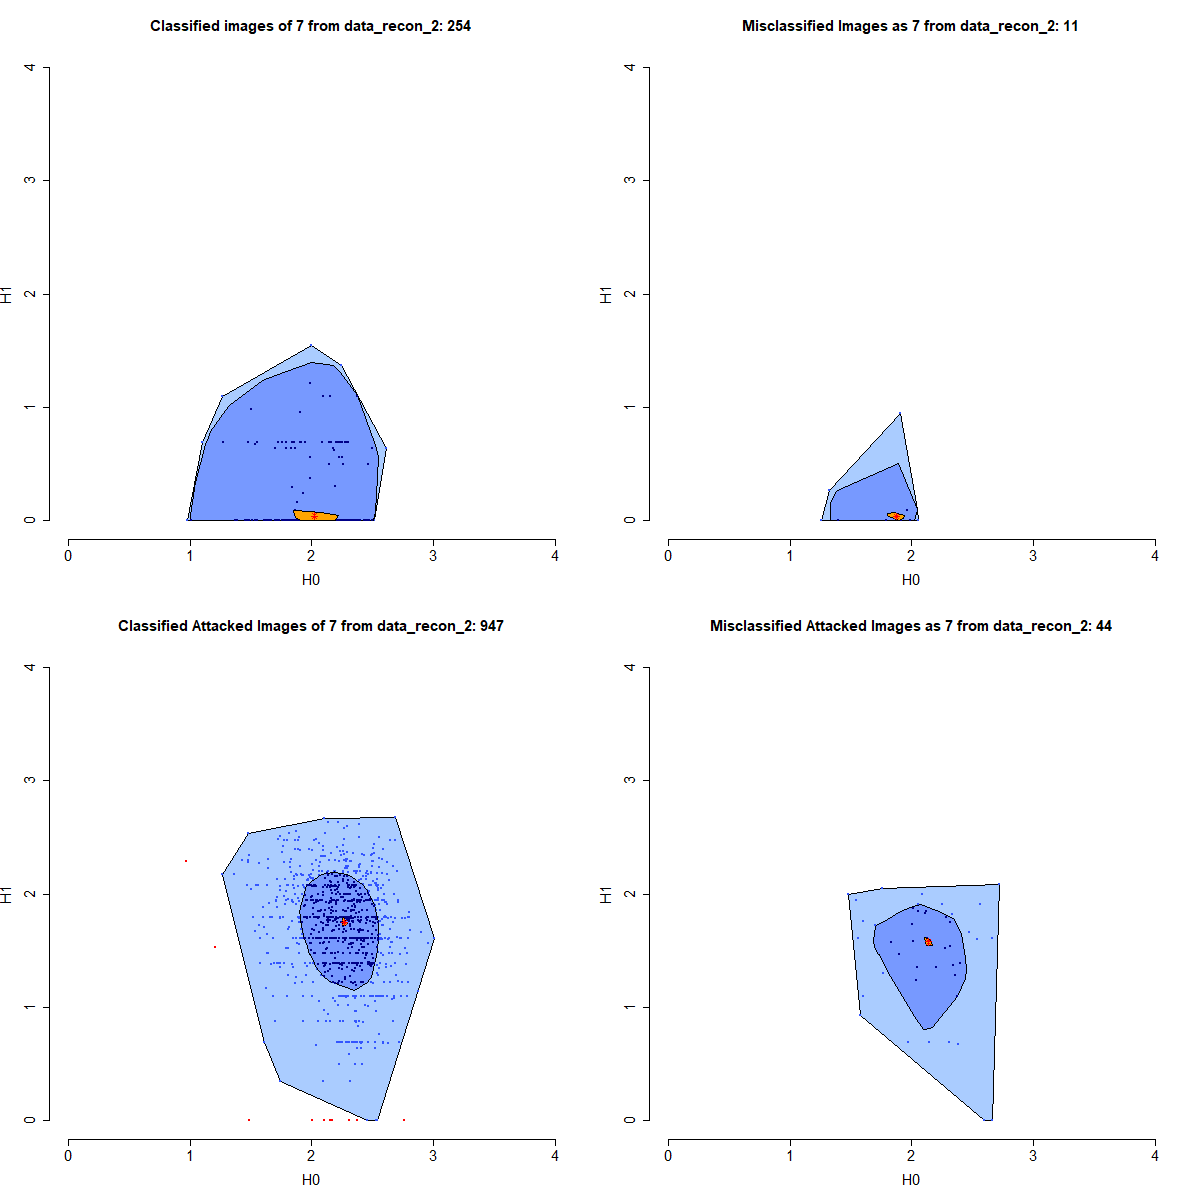 Classified images of 7 from data_recon_2: 254
4
3
2
1
0
H1
0 1 2 3 4
H0
Misclassified Images as 7 from data_recon_2: 11
4
3
2
1
0
H1
0 1 2 3 4
H0
Classified Attacked Images of 7 from data_recon_2: 947
4
3
2
1
0
H1
0 1 2 3 4
H0
Misclassified Attacked Images as 7 from data_recon_2: 44
4
3
2
1
0
H1
0 1 2 3 4
H0